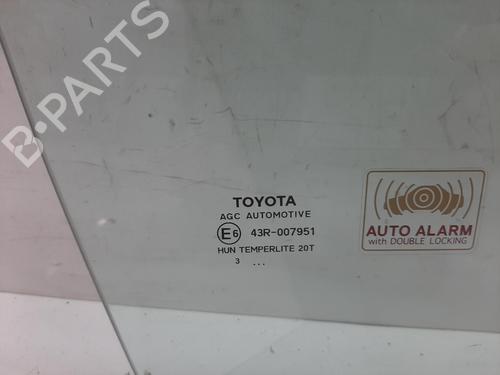 B-PARTS
TOYOTA
AGC AUTOMOTIVE
E6 43R-007951
HUN TEMPERLITE 20T
3 ...
AUTO ALARM
with DOUBLE LOCKING